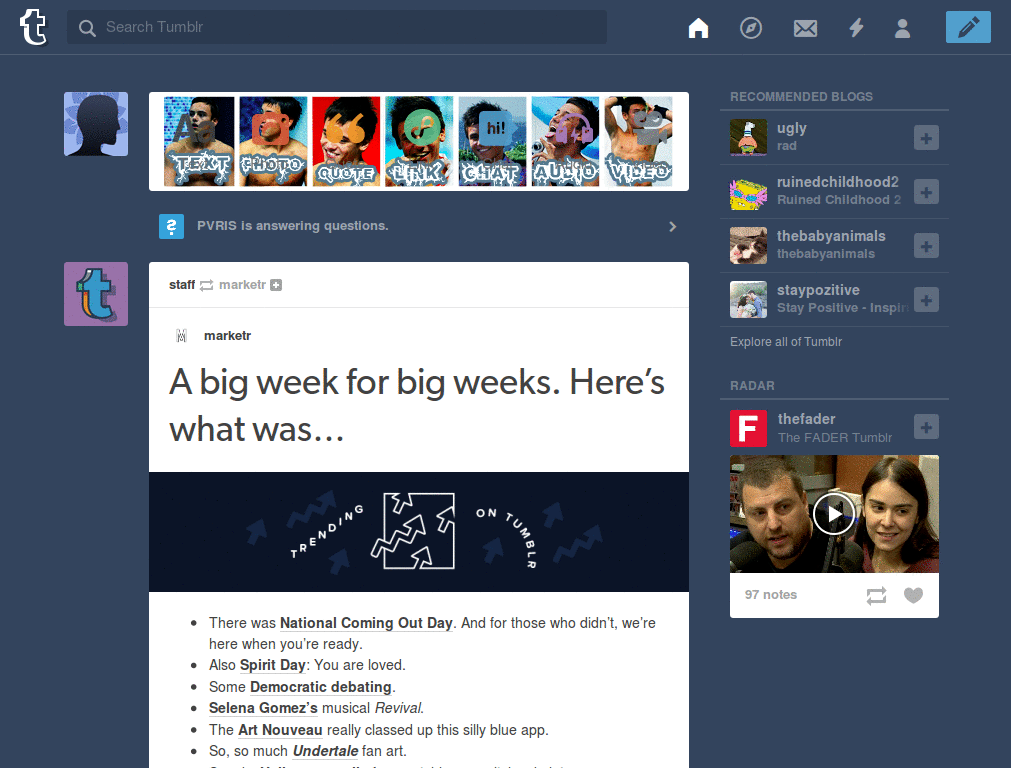 t
Search Tumblr
Aa
hi!
TEXT PHOTO QUOTE LINK CHAT AUDIO VIDEO
? PVRIS is answering questions.
t
staff marketr
M marketr
A big week for big weeks. Here’s
what was…
TRENDING ON TUMBLR
• There was National Coming Out Day. And for those who didn’t, we’re
here when you’re ready.
• Also Spirit Day: You are loved.
• Some Democratic debating.
• Selena Gomez’s musical Revival.
• The Art Nouveau really classed up this silly blue app.
• So, so much Undertale fan art.
RECOMMENDED BLOGS
ugly
rad
ruinedchildhood2
Ruined Childhood 2
thebabyanimals
thebabyanimals
staypozitive
Stay Positive - Inspirin
Explore all of Tumblr
RADAR
F thefader
The FADER Tumblr
97 notes